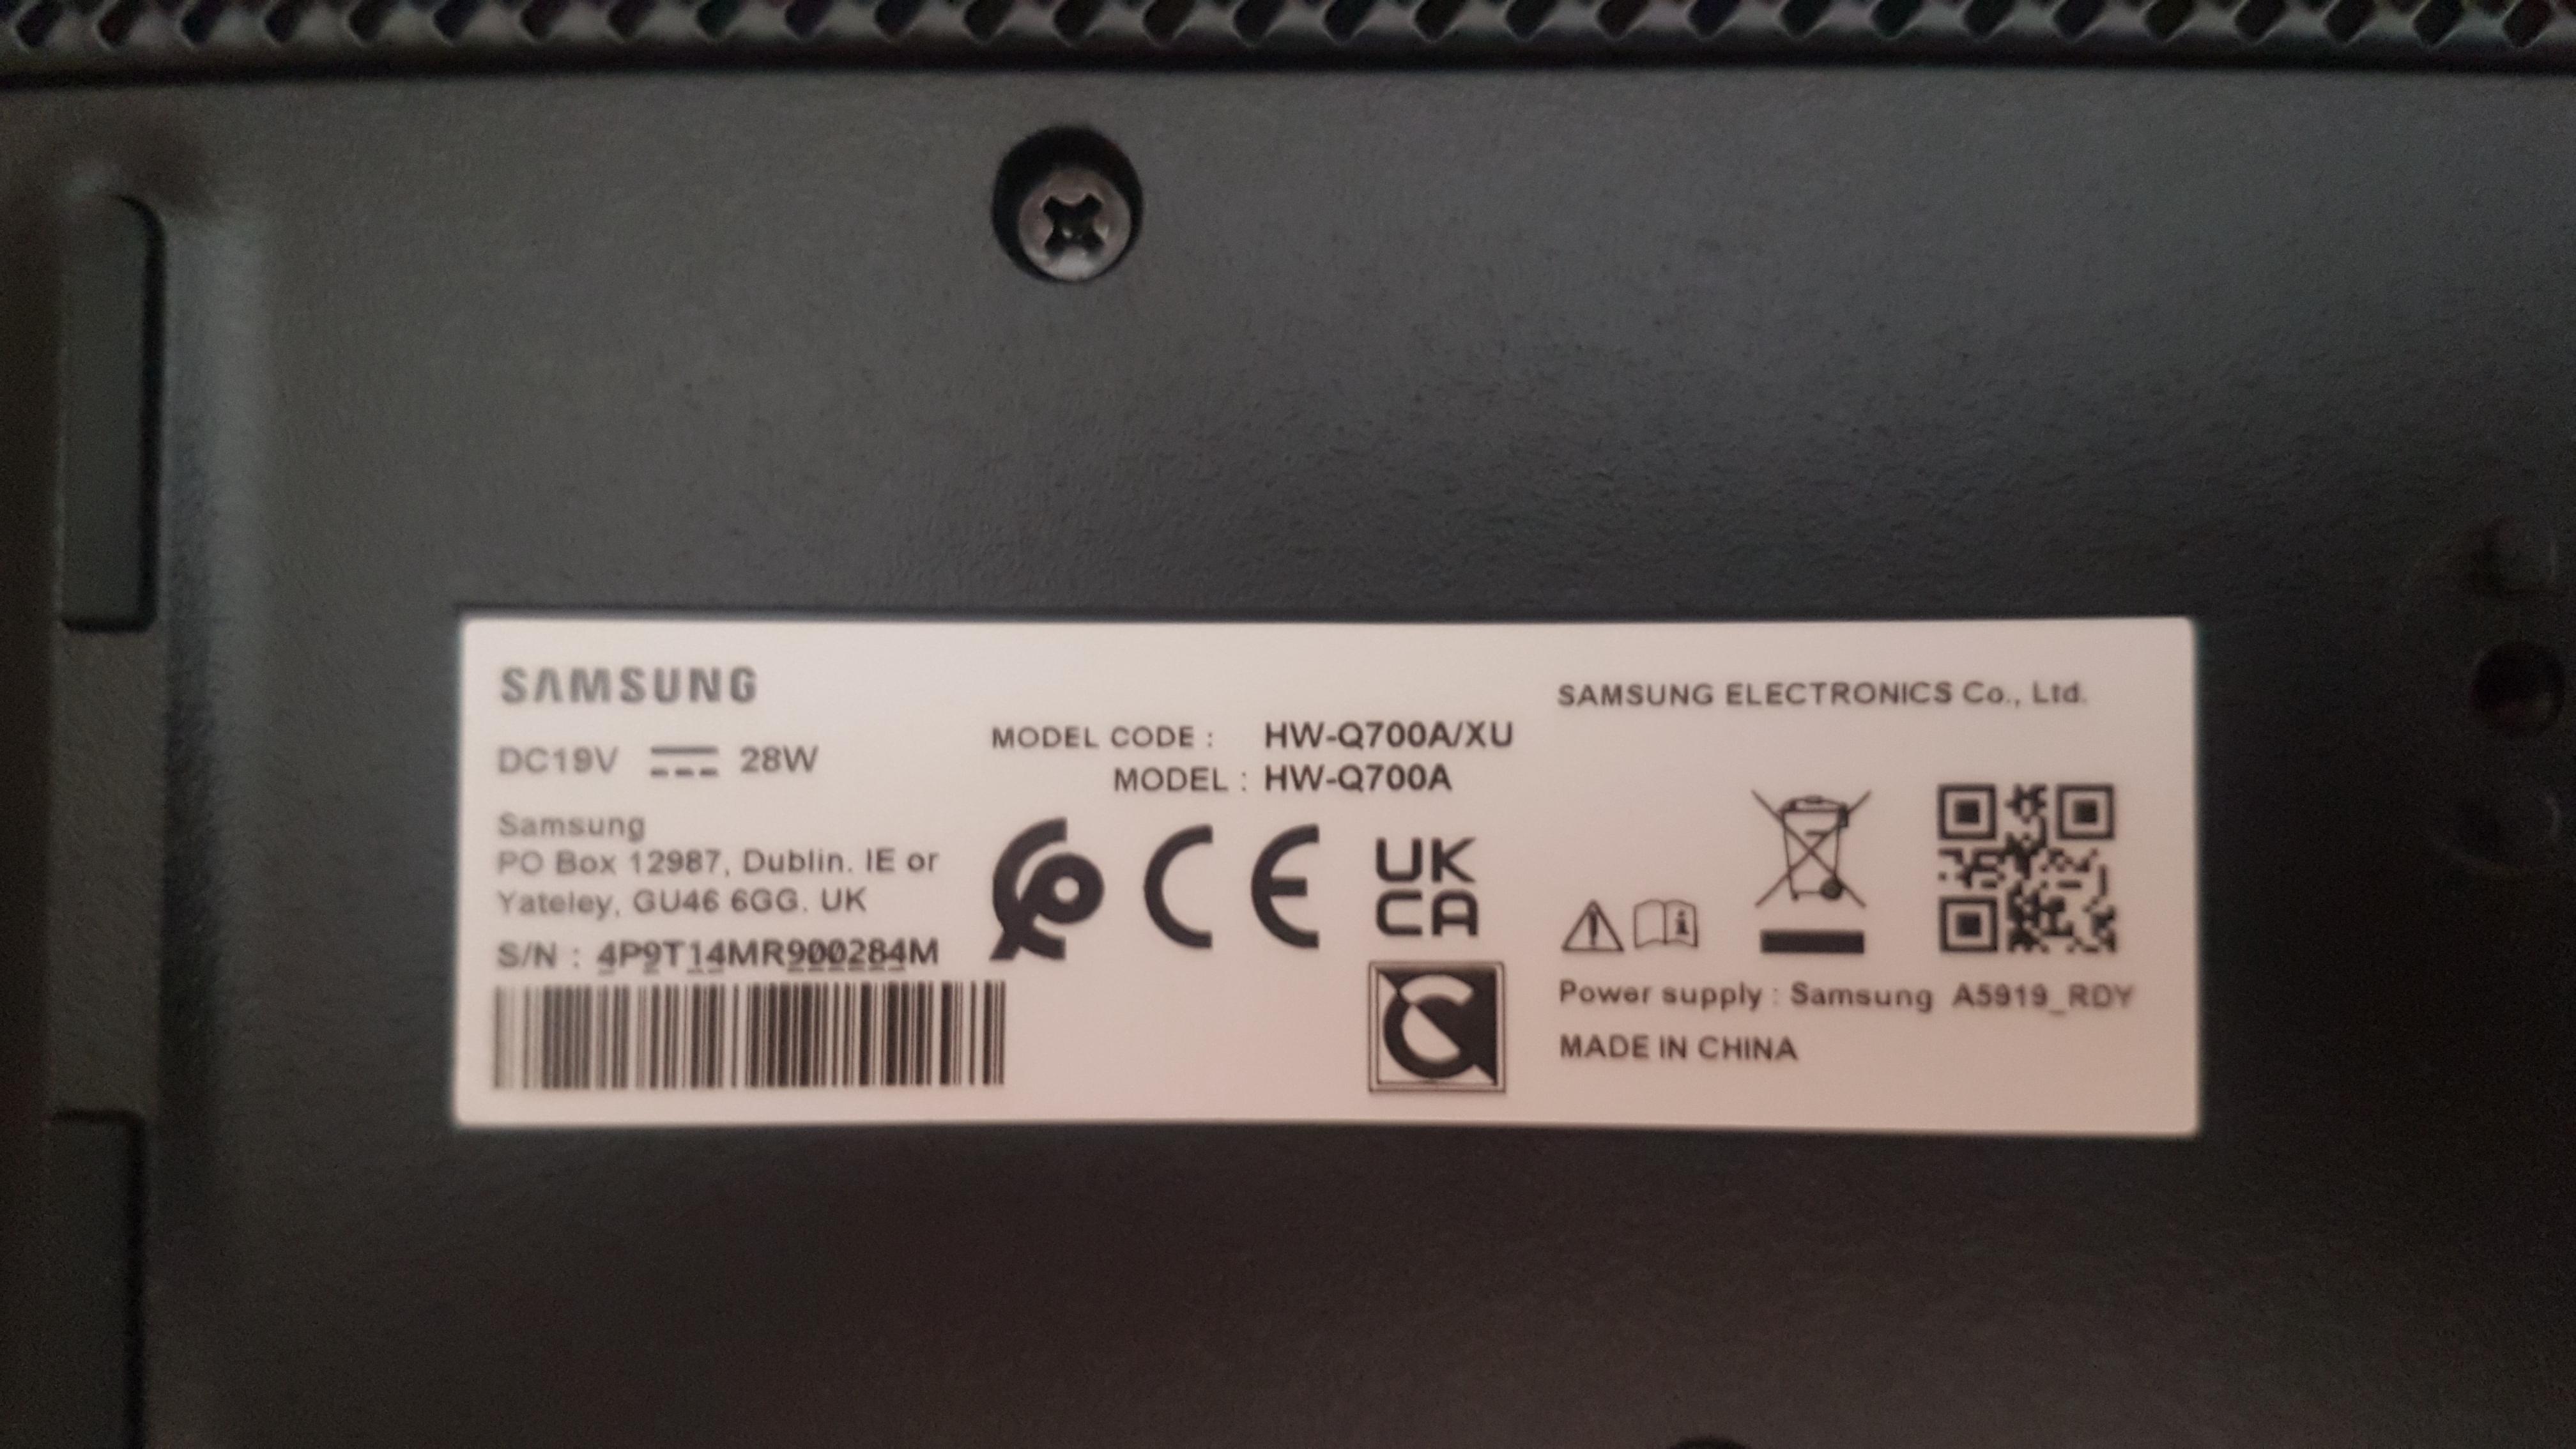 SAMSUNG
DC19V 28W
Samsung
PO Box 12987, Dublin. IE or
Yateley, GU46 6GG. UK
S/N : 4P9T14MR900284M
MODEL CODE : HW-Q700A/XU
MODEL : HW-Q700A
CE
UK
CA
SAMSUNG ELECTRONICS Co., Ltd.
Power supply : Samsung A5919_RDY
MADE IN CHINA